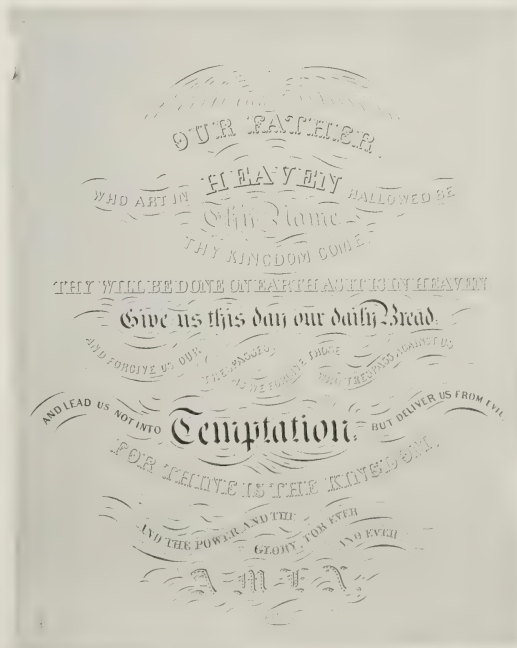 OUR FATHER
WHO ART IN HEAVEN HALLOWED BE
Thy Name
THY KINGDOM COME.
THY WILL BE DONE ON EARTH AS IT IS IN HEAVEN
Give us this day our daily Bread,
AND FORGIVE US OUR TRESPASSES,
AS WE FORGIVE THOSE WHO TRESPASS AGAINST US
AND LEAD US NOT INTO Temptation, BUT DELIVER US FROM EVIL
FOR THINE IS THE KINGDOM,
AND THE POWER AND THE
GLORY, FOR EVER AND EVER
AMEN.